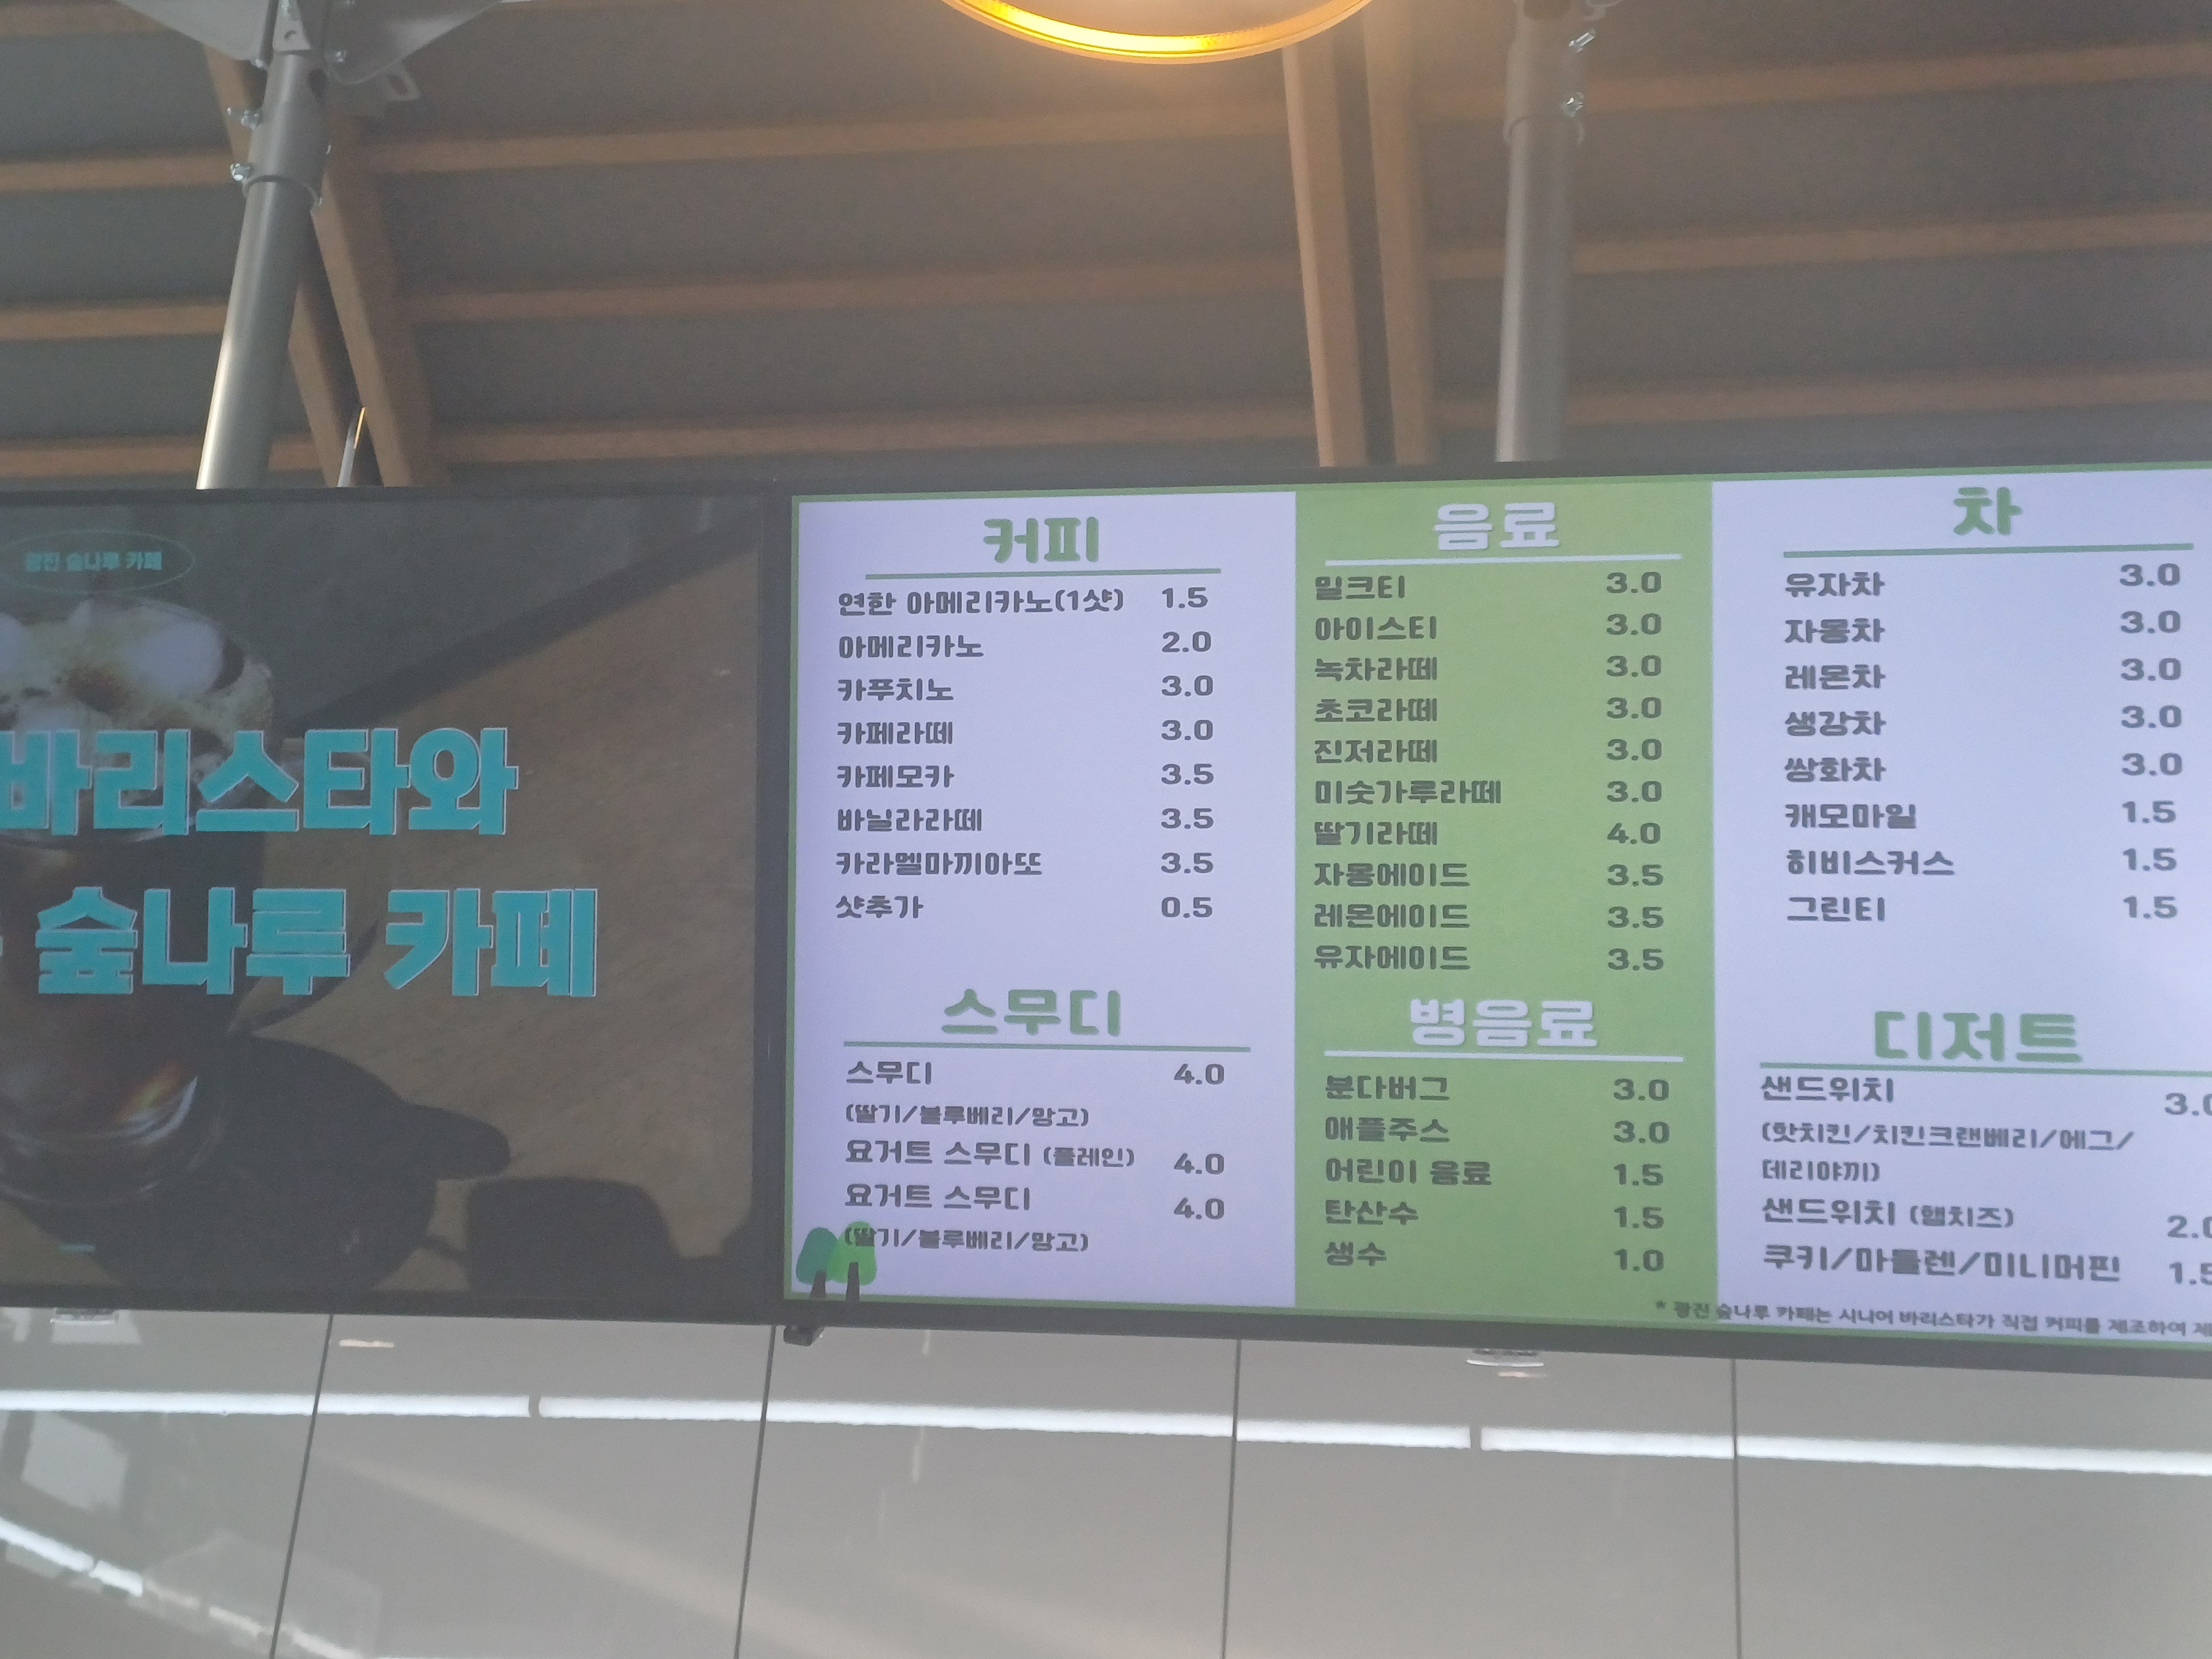 광진 숲나루 카페
바리스타와
숲나루 카페
커피
연한 아메리카노(1샷) 1.5
아메리카노 2.0
카푸치노 3.0
카페라떼 3.0
카페모카 3.5
바닐라라떼 3.5
카라멜마끼아또 3.5
샷추가 0.5
스무디
스무디 4.0
(딸기/블루베리/망고)
요거트 스무디 (플레인) 4.0
요거트 스무디 4.0
(딸기/블루베리/망고)
음료
밀크티 3.0
아이스티 3.0
녹차라떼 3.0
초코라떼 3.0
진저라떼 3.0
미숫가루라떼 3.0
딸기라떼 4.0
자몽에이드 3.5
레몬에이드 3.5
유자에이드 3.5
병음료
분다버그 3.0
애플주스 3.0
어린이 음료 1.5
탄산수 1.5
생수 1.0
차
유자차 3.0
자몽차 3.0
레몬차 3.0
생강차 3.0
쌍화차 3.0
캐모마일 1.5
히비스커스 1.5
그린티 1.5
디저트
샌드위치 3.0
(핫치킨/치킨크랜베리/에그/
데리야끼)
샌드위치 (햄치즈) 2.0
쿠키/마들렌/미니머핀 1.5
* 광진 숲나루 카페는 시니어 바리스타가 직접 커피를 제조하여